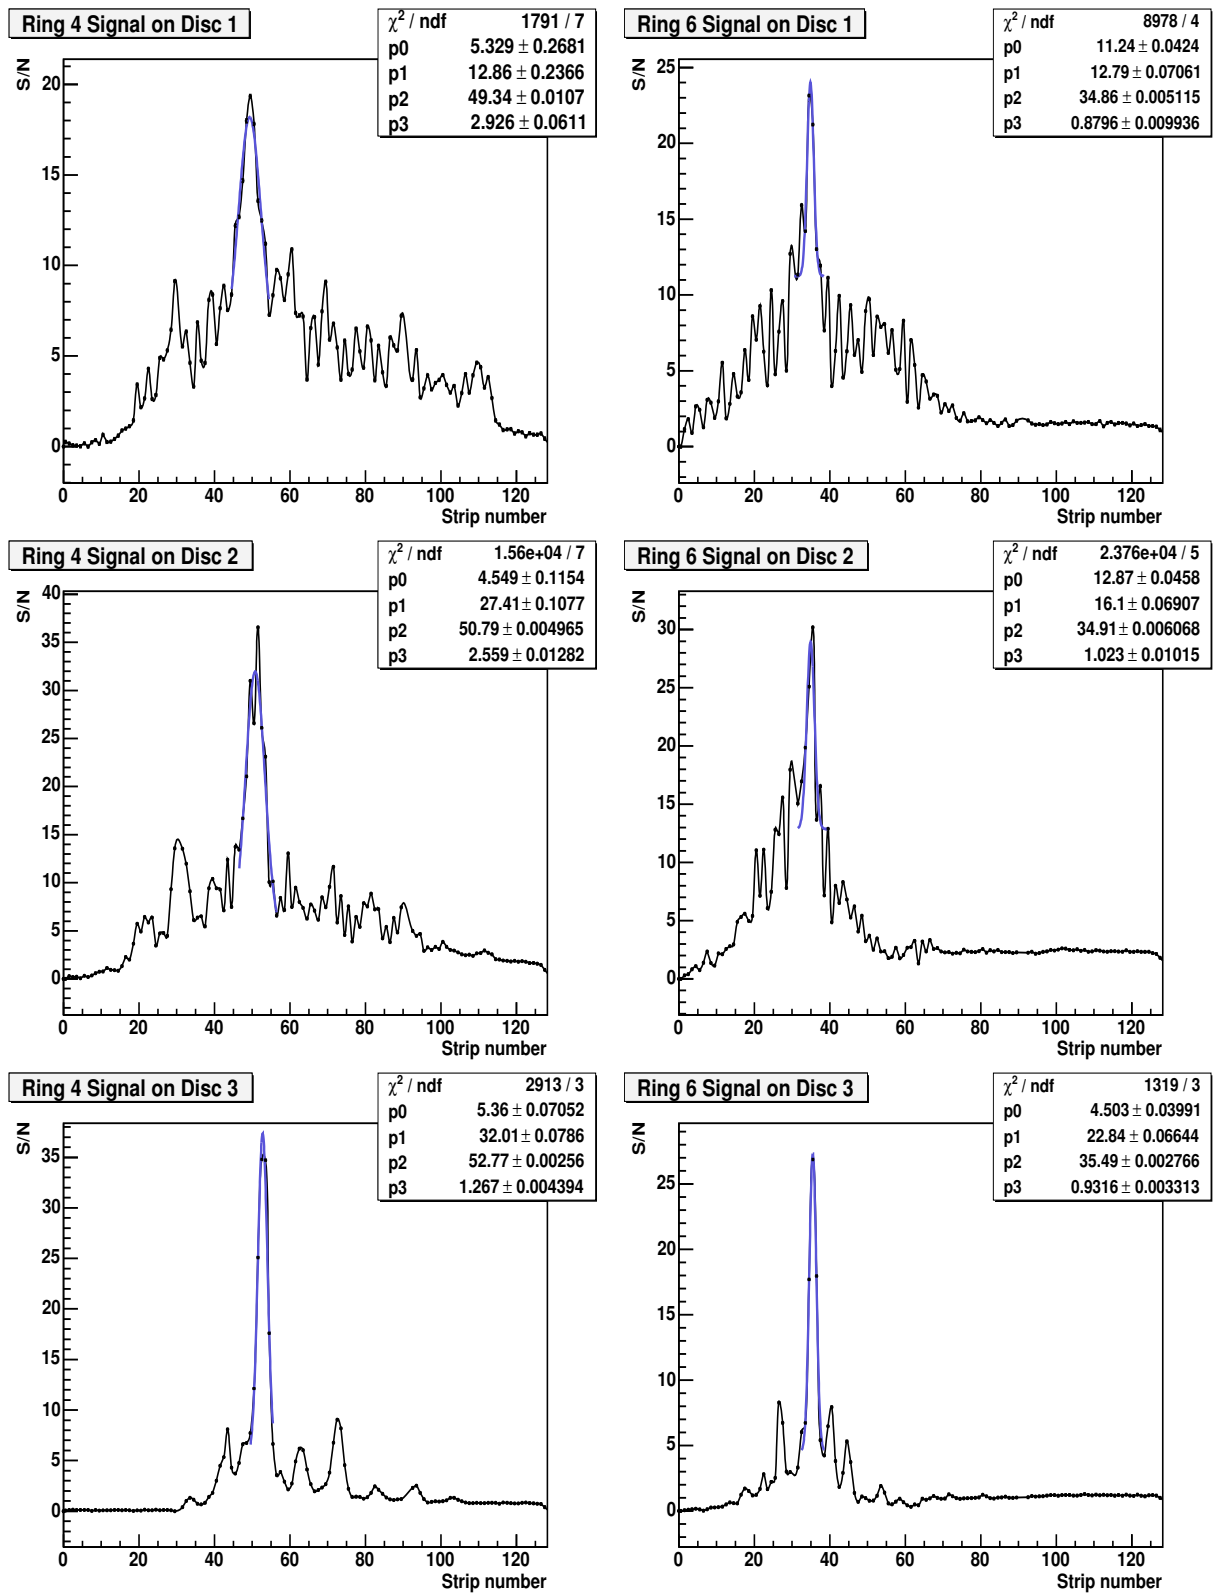 Ring 4 Signal on Disc 1
χ² / ndf 1791 / 7
p0 5.329 ± 0.2681
p1 12.86 ± 0.2366
p2 49.34 ± 0.0107
p3 2.926 ± 0.0611
S/N
20
15
10
5
0
0 20 40 60 80 100 120
Strip number
Ring 6 Signal on Disc 1
χ² / ndf 8978 / 4
p0 11.24 ± 0.0424
p1 12.79 ± 0.07061
p2 34.86 ± 0.005115
p3 0.8796 ± 0.009936
S/N
25
20
15
10
5
0
0 20 40 60 80 100 120
Strip number
Ring 4 Signal on Disc 2
χ² / ndf 1.56e+04 / 7
p0 4.549 ± 0.1154
p1 27.41 ± 0.1077
p2 50.79 ± 0.004965
p3 2.559 ± 0.01282
S/N
40
35
30
25
20
15
10
5
0
0 20 40 60 80 100 120
Strip number
Ring 6 Signal on Disc 2
χ² / ndf 2.376e+04 / 5
p0 12.87 ± 0.0458
p1 16.1 ± 0.06907
p2 34.91 ± 0.006068
p3 1.023 ± 0.01015
S/N
30
25
20
15
10
5
0
0 20 40 60 80 100 120
Strip number
Ring 4 Signal on Disc 3
χ² / ndf 2913 / 3
p0 5.36 ± 0.07052
p1 32.01 ± 0.0786
p2 52.77 ± 0.00256
p3 1.267 ± 0.004394
S/N
35
30
25
20
15
10
5
0
0 20 40 60 80 100 120
Strip number
Ring 6 Signal on Disc 3
χ² / ndf 1319 / 3
p0 4.503 ± 0.03991
p1 22.84 ± 0.06644
p2 35.49 ± 0.002766
p3 0.9316 ± 0.003313
S/N
25
20
15
10
5
0
0 20 40 60 80 100 120
Strip number